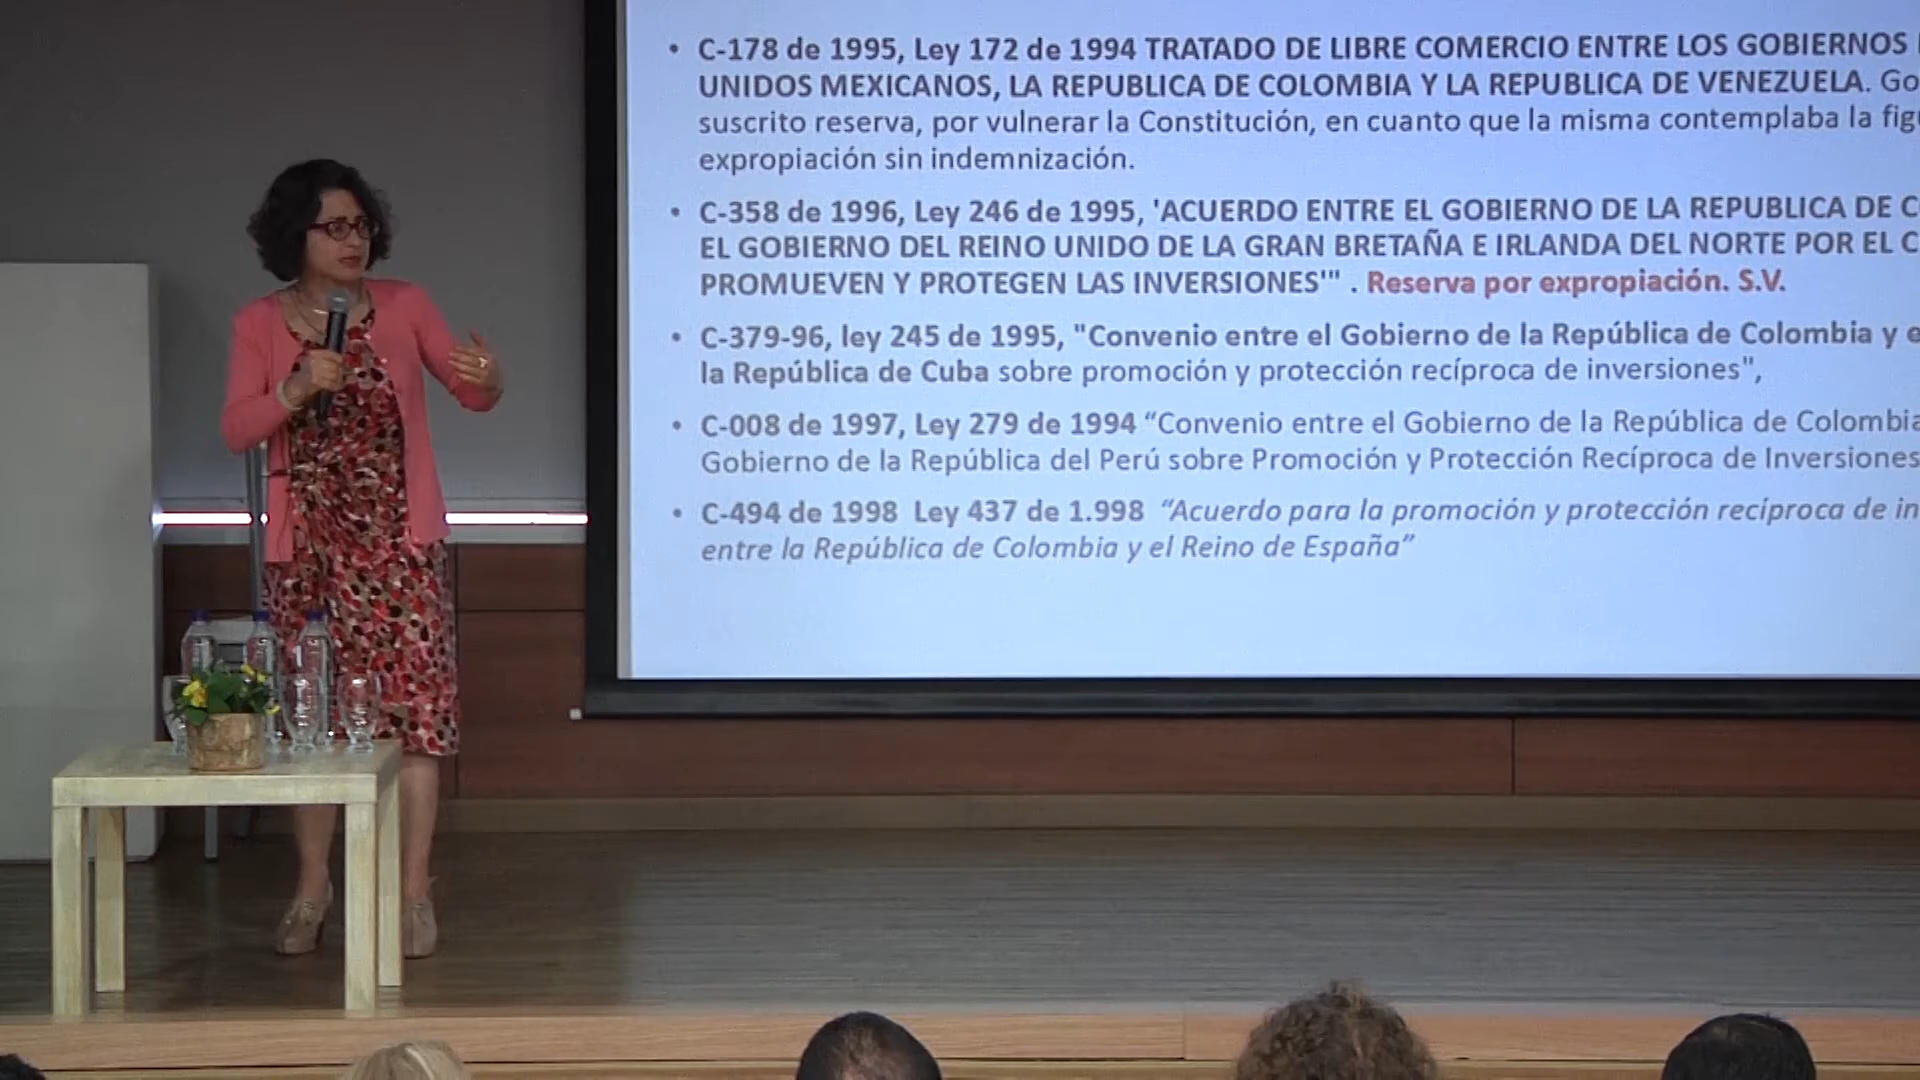 • C-178 de 1995, Ley 172 de 1994 TRATADO DE LIBRE COMERCIO ENTRE LOS GOBIERNOS
UNIDOS MEXICANOS, LA REPUBLICA DE COLOMBIA Y LA REPUBLICA DE VENEZUELA. Go
suscrito reserva, por vulnerar la Constitución, en cuanto que la misma contemplaba la fig
expropiación sin indemnización.
• C-358 de 1996, Ley 246 de 1995, 'ACUERDO ENTRE EL GOBIERNO DE LA REPUBLICA DE C
EL GOBIERNO DEL REINO UNIDO DE LA GRAN BRETAÑA E IRLANDA DEL NORTE POR EL C
PROMUEVEN Y PROTEGEN LAS INVERSIONES'" . Reserva por expropiación. S.V.
• C-379-96, ley 245 de 1995, "Convenio entre el Gobierno de la República de Colombia y e
la República de Cuba sobre promoción y protección recíproca de inversiones",
• C-008 de 1997, Ley 279 de 1994 “Convenio entre el Gobierno de la República de Colombia
Gobierno de la República del Perú sobre Promoción y Protección Recíproca de Inversiones
• C-494 de 1998 Ley 437 de 1.998 “Acuerdo para la promoción y protección recíproca de in
entre la República de Colombia y el Reino de España”